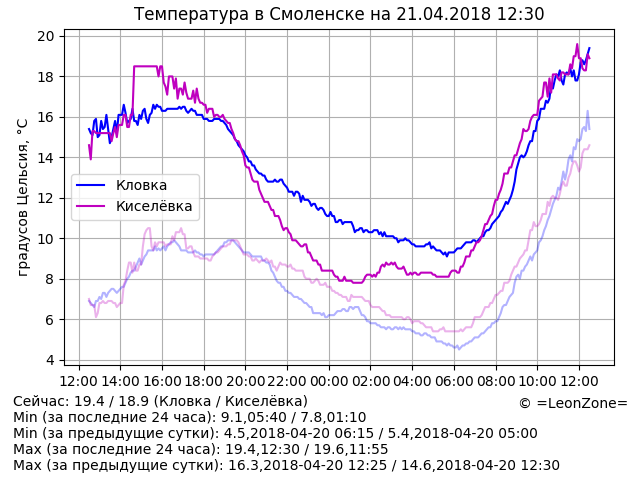 Температура в Смоленске на 21.04.2018 12:30
20
18
16
14
12
10
8
6
4
градусов Цельсия, °C
Кловка
Киселёвка
12:00 14:00 16:00 18:00 20:00 22:00 00:00 02:00 04:00 06:00 08:00 10:00 12:00
Сейчас: 19.4 / 18.9 (Кловка / Киселёвка)
© =LeonZone=
Min (за последние 24 часа): 9.1,05:40 / 7.8,01:10
Min (за предыдущие сутки): 4.5,2018-04-20 06:15 / 5.4,2018-04-20 05:00
Max (за последние 24 часа): 19.4,12:30 / 19.6,11:55
Max (за предыдущие сутки): 16.3,2018-04-20 12:25 / 14.6,2018-04-20 12:30